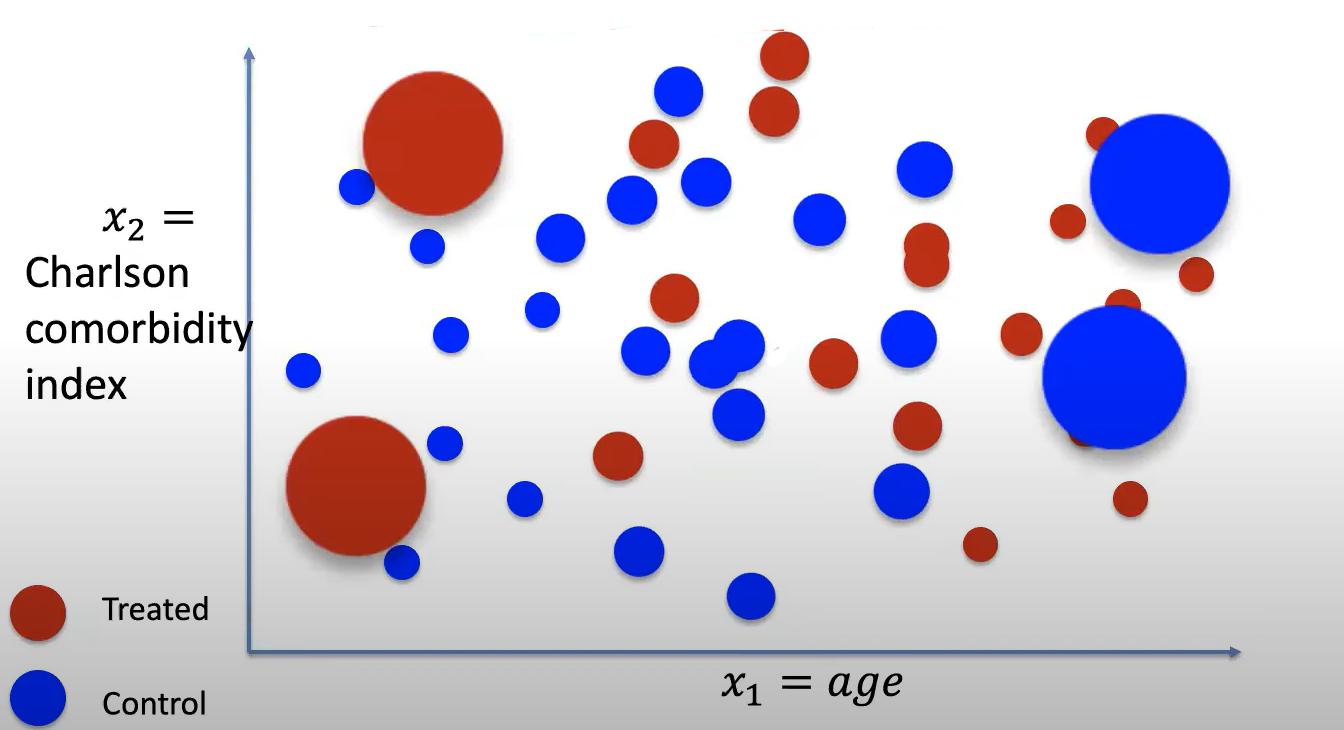 x₂ =
Charlson
comorbidity
index
Treated
Control
x₁ = age